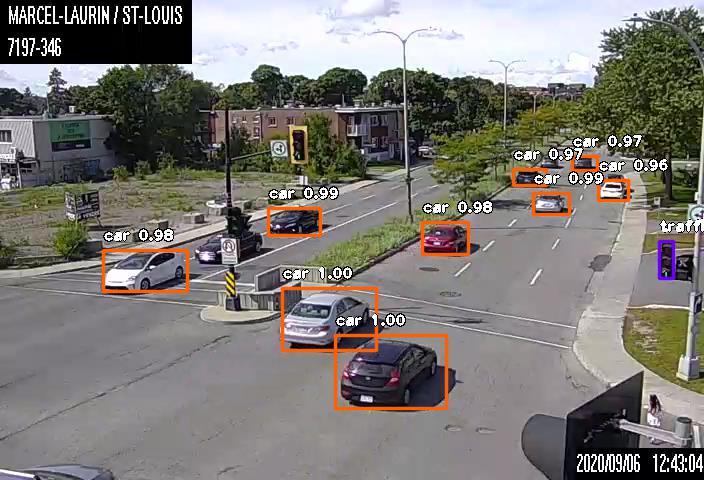 MARCEL-LAURIN / ST-LOUIS
7197-346
car 0.97
car 0.97
car 0.96
car 0.99
car 0.99
car 0.98
car 0.98
traffi
car 1.00
car 1.00
2020/09/06 12:43:04